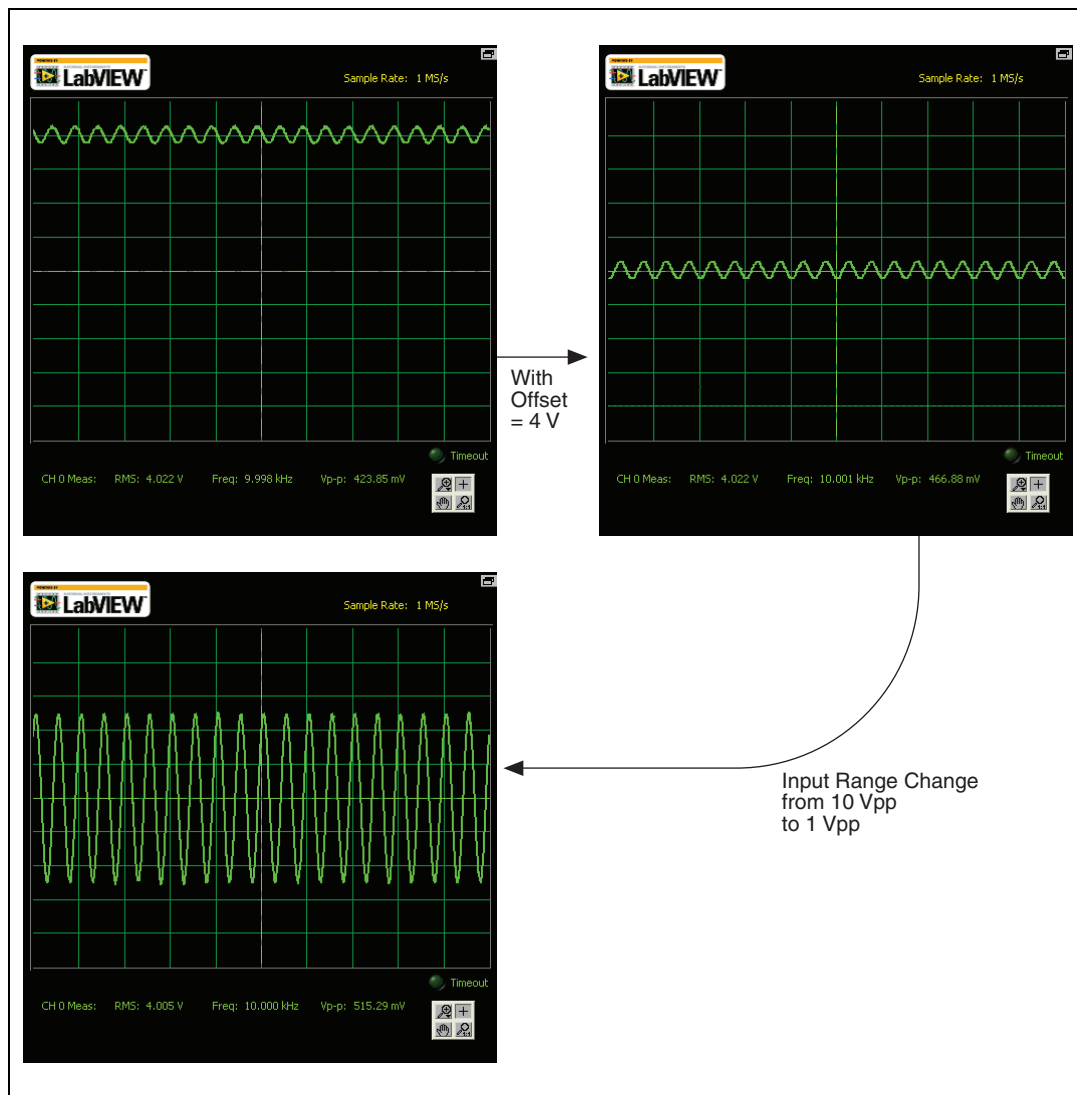 LabVIEW
Sample Rate: 1 MS/s
Timeout
CH 0 Meas: RMS: 4.022 V Freq: 9.998 kHz Vp-p: 423.85 mV
With
Offset
= 4 V
LabVIEW
Sample Rate: 1 MS/s
Timeout
CH 0 Meas: RMS: 4.022 V Freq: 10.001 kHz Vp-p: 466.88 mV
Input Range Change
from 10 Vpp
to 1 Vpp
LabVIEW
Sample Rate: 1 MS/s
Timeout
CH 0 Meas: RMS: 4.005 V Freq: 10.000 kHz Vp-p: 515.29 mV